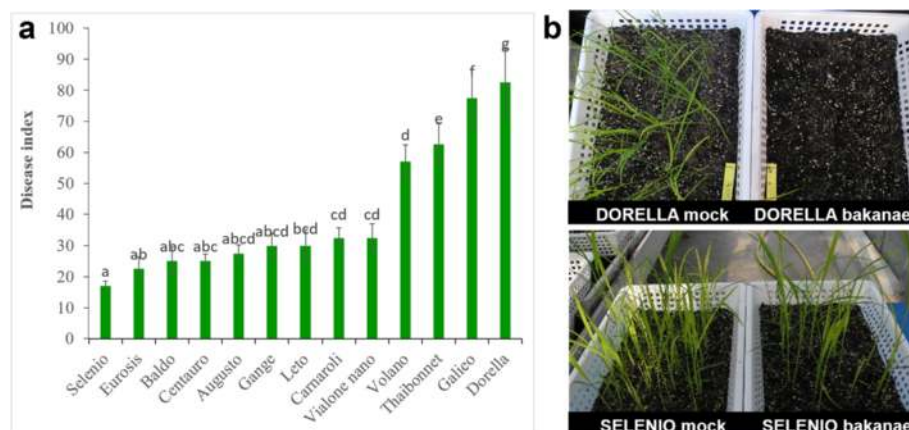 a
100
90
80
70
60
50
40
30
20
10
0
Disease index
a
ab
abc
abc
abcd
abcd
bcd
cd
cd
d
e
f
g
Selenio
Eurosis
Baldo
Centauro
Augusto
Gange
Leto
Carnaroli
Vialone nano
Volano
Thaibonnet
Galileo
Dorella
b
DORELLA mock
DORELLA bakanae
SELENIO mock
SELENIO bakanae